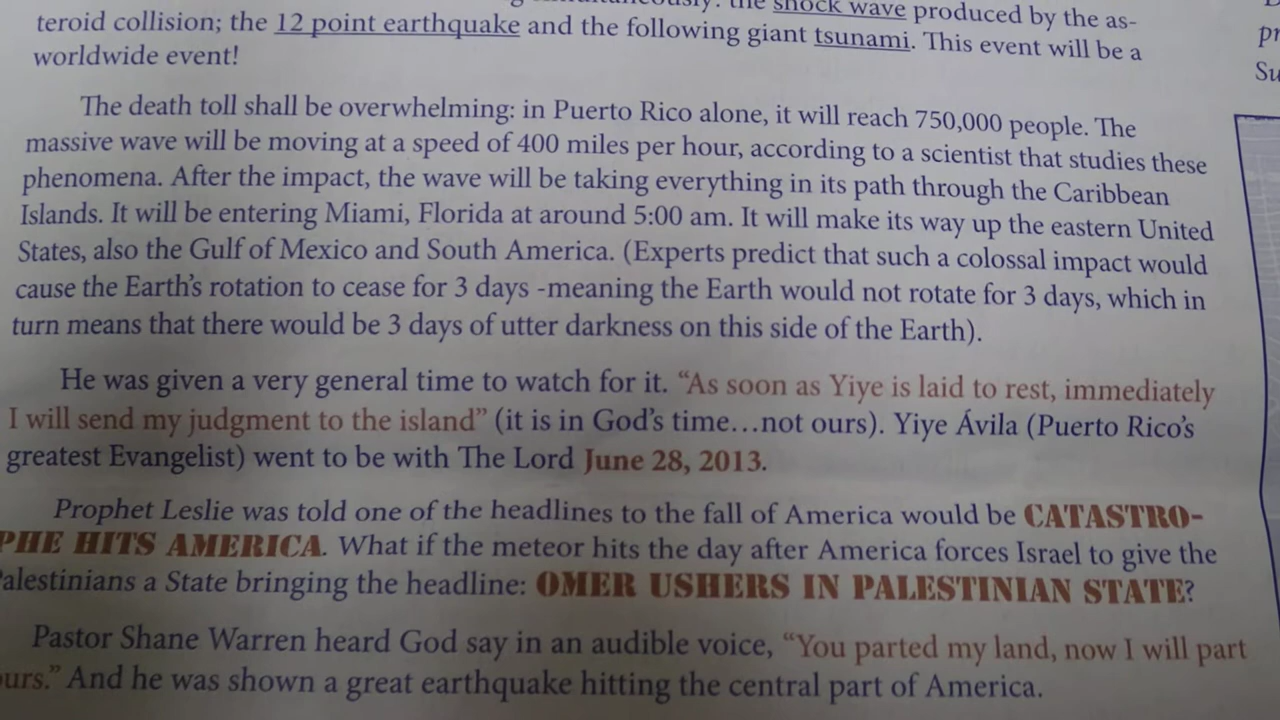 shock wave produced by the as-
teroid collision; the 12 point earthquake and the following giant tsunami. This event will be a
worldwide event!
The death toll shall be overwhelming: in Puerto Rico alone, it will reach 750,000 people. The
massive wave will be moving at a speed of 400 miles per hour, according to a scientist that studies these
phenomena. After the impact, the wave will be taking everything in its path through the Caribbean
Islands. It will be entering Miami, Florida at around 5:00 am. It will make its way up the eastern United
States, also the Gulf of Mexico and South America. (Experts predict that such a colossal impact would
cause the Earth's rotation to cease for 3 days -meaning the Earth would not rotate for 3 days, which in
turn means that there would be 3 days of utter darkness on this side of the Earth).
He was given a very general time to watch for it. “As soon as Yiye is laid to rest, immediately
I will send my judgment to the island” (it is in God's time…not ours). Yiye Ávila (Puerto Rico's
greatest Evangelist) went to be with The Lord June 28, 2013.
Prophet Leslie was told one of the headlines to the fall of America would be CATASTRO-
PHE HITS AMERICA. What if the meteor hits the day after America forces Israel to give the
alestinians a State bringing the headline: OMER USHERS IN PALESTINIAN STATE?
Pastor Shane Warren heard God say in an audible voice, “You parted my land, now I will part
urs.” And he was shown a great earthquake hitting the central part of America.
pr
Su